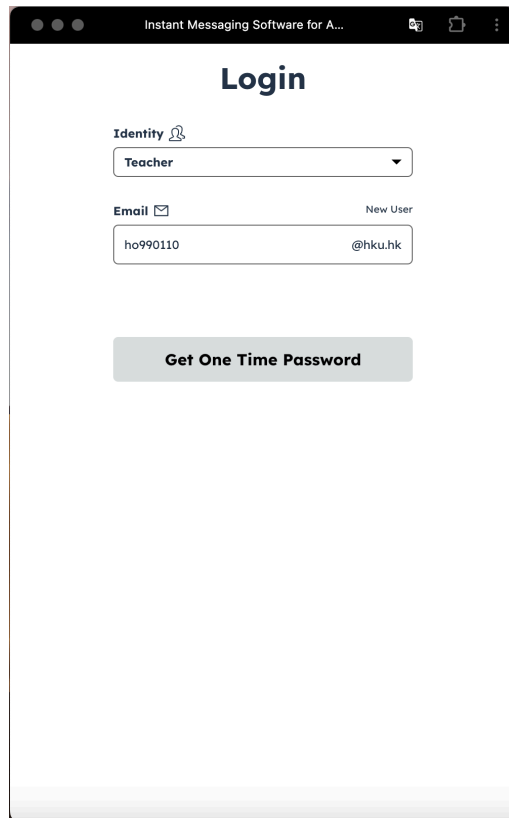 Instant Messaging Software for A...
Login
Identity
Teacher
Email New User
ho990110 @hku.hk
Get One Time Password